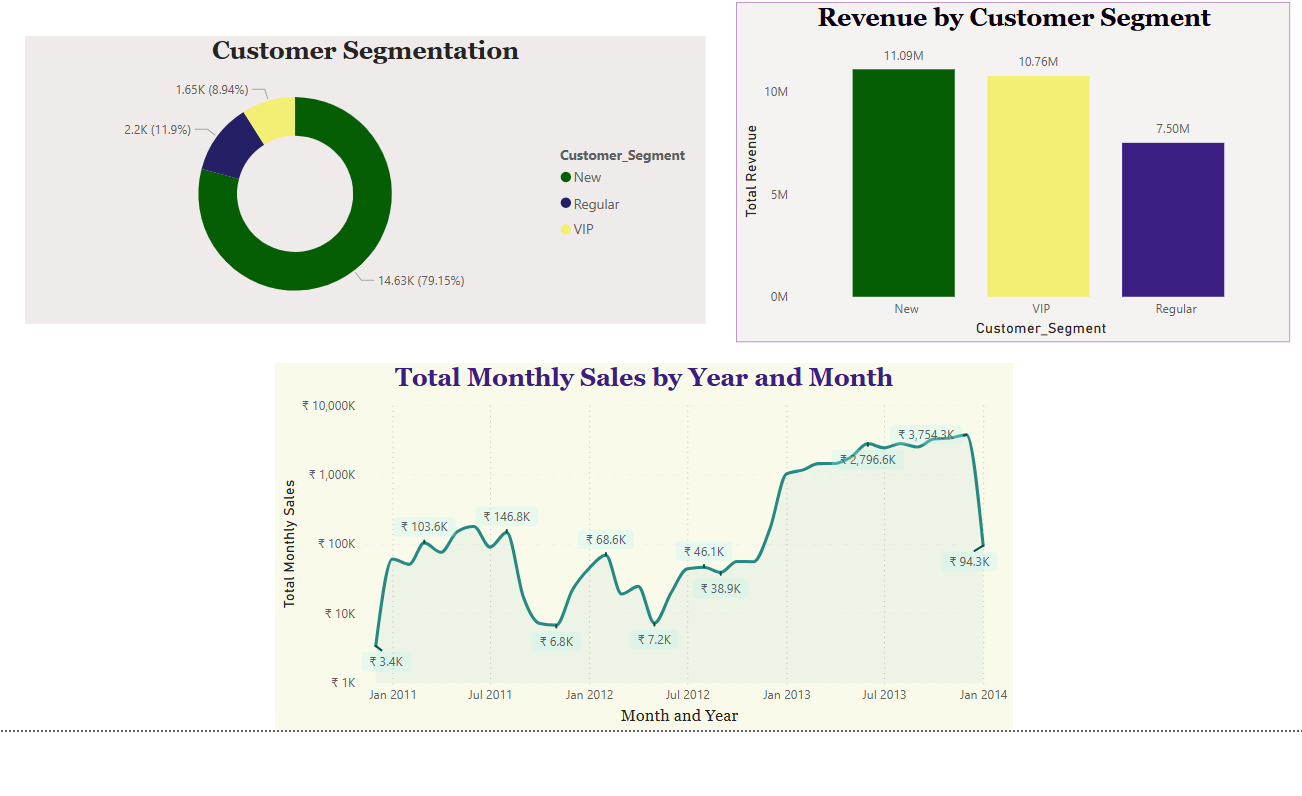 Customer Segmentation
1.65K (8.94%)
2.2K (11.9%)
14.63K (79.15%)
Customer_Segment
New
Regular
VIP
Revenue by Customer Segment
Total Revenue
10M
5M
0M
11.09M
10.76M
7.50M
New
VIP
Regular
Customer_Segment
Total Monthly Sales by Year and Month
Total Monthly Sales
₹ 10,000K
₹ 1,000K
₹ 100K
₹ 10K
₹ 1K
₹ 3.4K
₹ 103.6K
₹ 146.8K
₹ 6.8K
₹ 68.6K
₹ 7.2K
₹ 46.1K
₹ 38.9K
₹ 2,796.6K
₹ 3,754.3K
₹ 94.3K
Jan 2011
Jul 2011
Jan 2012
Jul 2012
Jan 2013
Jul 2013
Jan 2014
Month and Year